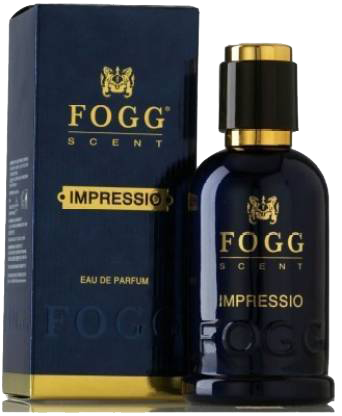 FOGG®
SCENT
IMPRESSIO
EAU DE PARFUM
FOGG
FOGG
SCENT
IMPRESSIO
FOGG